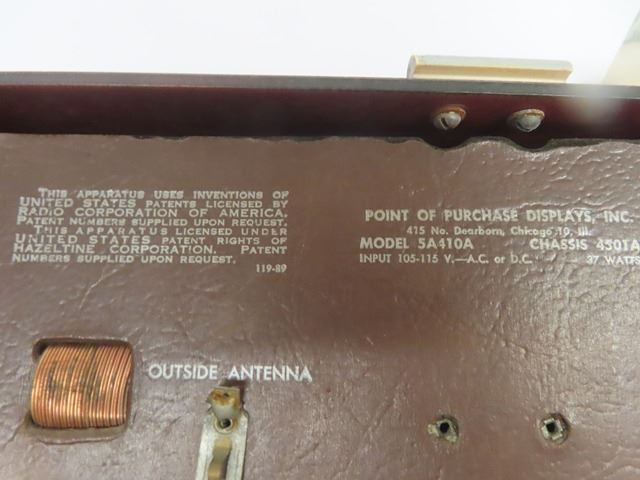 THIS APPARATUS USES INVENTIONS OF
UNITED STATES PATENTS LICENSED BY
RADIO CORPORATION OF AMERICA.
PATENT NUMBERS SUPPLIED UPON REQUEST.
THIS APPARATUS LICENSED UNDER
UNITED STATES PATENT RIGHTS OF
HAZELTINE CORPORATION. PATENT
NUMBERS SUPPLIED UPON REQUEST.
119-89
POINT OF PURCHASE DISPLAYS, INC.
415 No. Dearborn, Chicago 10, Ill.
MODEL 5A410A CHASSIS 4501A
INPUT 105-115 V.—A.C. or D.C. 37 WATTS
OUTSIDE ANTENNA